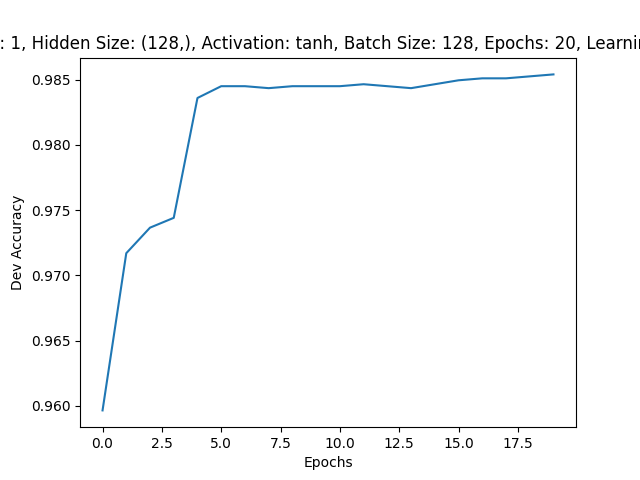 : 1, Hidden Size: (128,), Activation: tanh, Batch Size: 128, Epochs: 20, Learni
0.985
0.980
0.975
0.970
0.965
0.960
Dev Accuracy
0.0 2.5 5.0 7.5 10.0 12.5 15.0 17.5
Epochs